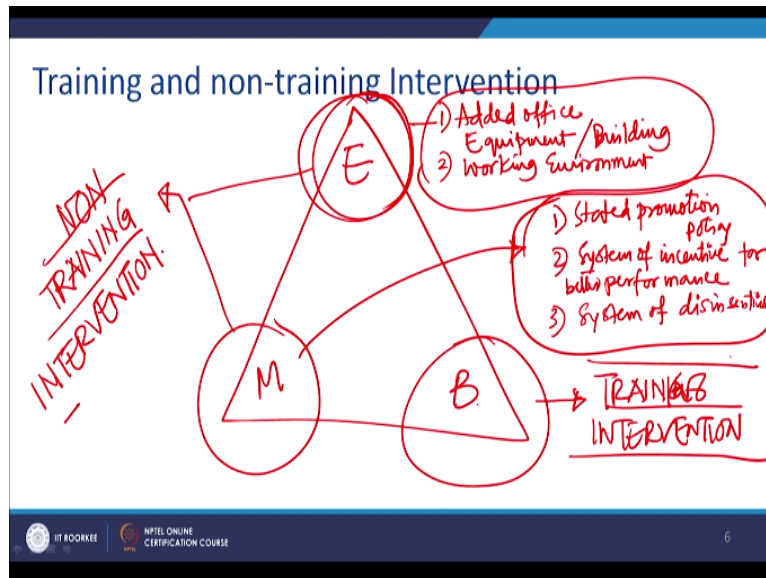 Training and non-training Intervention
1) Added office
Equipment/Building
2) Working Environment
E
NON
TRAINING
INTERVENTION.
1) Stated promotion
policy
2) System of incentive for
better performance
3) System of disinsentive
M
B
TRAINING
INTERVENTION
IIT ROORKEE
NPTEL ONLINE
CERTIFICATION COURSE
6